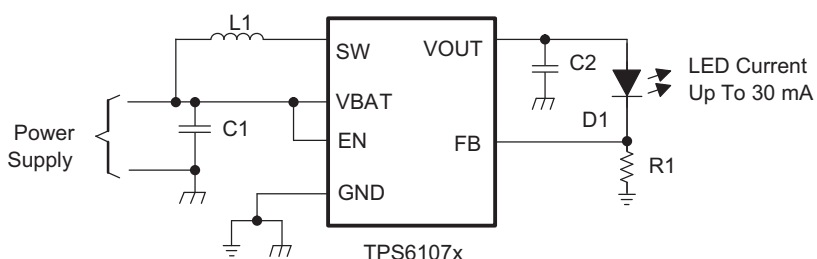 L1
SW
VOUT
C2
LED Current
Up To 30 mA
VBAT
C1
D1
Power
Supply
EN
FB
R1
GND
TPS6107x